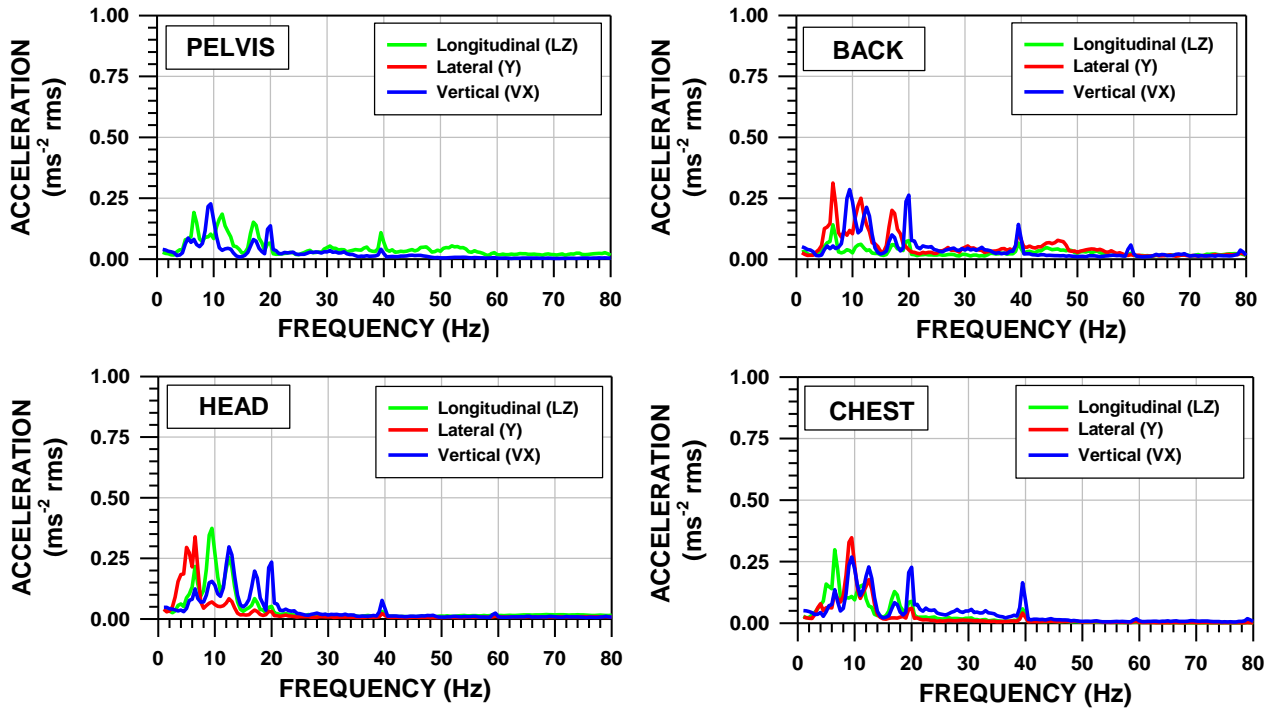 PELVIS
Longitudinal (LZ)
Lateral (Y)
Vertical (VX)
ACCELERATION
(ms-2 rms)
1.00
0.75
0.50
0.25
0.00
0 10 20 30 40 50 60 70 80
FREQUENCY (Hz)
BACK
Longitudinal (LZ)
Lateral (Y)
Vertical (VX)
ACCELERATION
(ms-2 rms)
1.00
0.75
0.50
0.25
0.00
0 10 20 30 40 50 60 70 80
FREQUENCY (Hz)
HEAD
Longitudinal (LZ)
Lateral (Y)
Vertical (VX)
ACCELERATION
(ms-2 rms)
1.00
0.75
0.50
0.25
0.00
0 10 20 30 40 50 60 70 80
FREQUENCY (Hz)
CHEST
Longitudinal (LZ)
Lateral (Y)
Vertical (VX)
ACCELERATION
(ms-2 rms)
1.00
0.75
0.50
0.25
0.00
0 10 20 30 40 50 60 70 80
FREQUENCY (Hz)